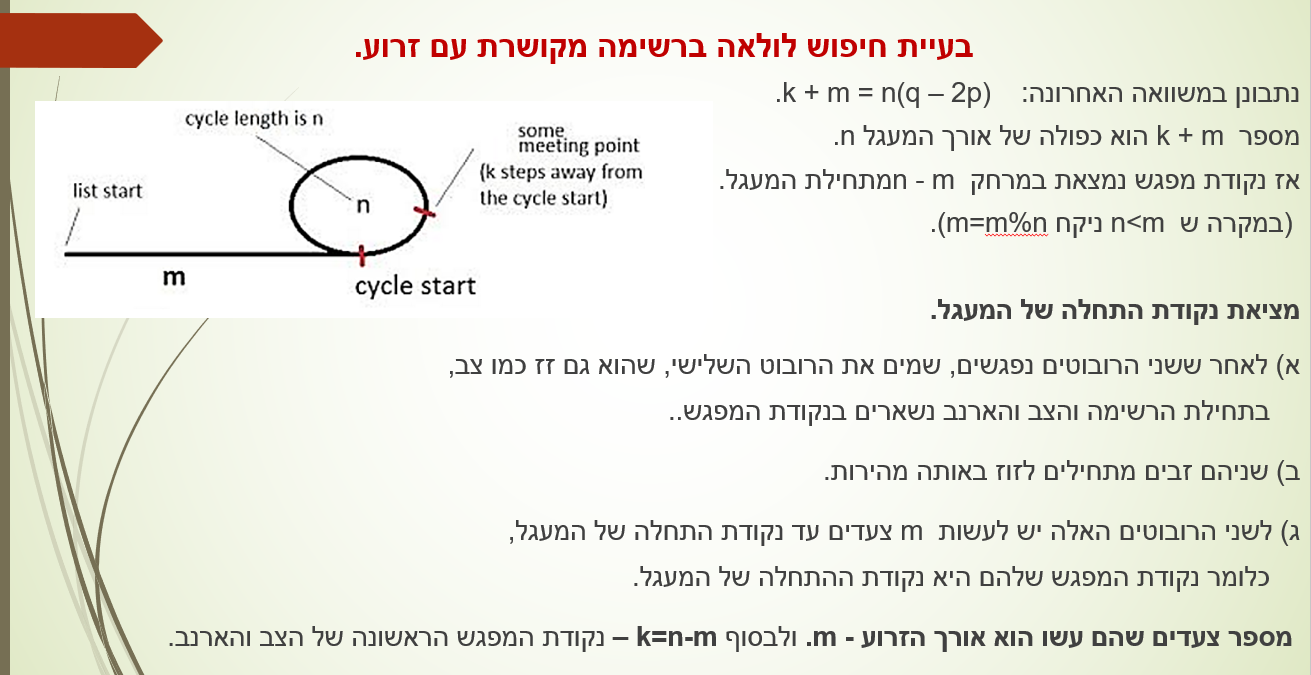 בעיית חיפוש לולאה ברשימה מקושרת עם זרוע.
נתבונן במשוואה האחרונה: k + m = n(q – 2p).
מספר k + m הוא כפולה של אורך המעגל n.
אז נקודת מפגש נמצאת במרחק n - m מתחילת המעגל.
(במקרה ש n<m ניקח m=m%n).
cycle length is n
some
meeting point
(k steps away from
the cycle start)
list start
n
m
cycle start
מציאת נקודת התחלה של המעגל.
א) לאחר ששני הרובוטים נפגשים, שמים את הרובוט השלישי, שהוא גם זז כמו צב,
בתחילת הרשימה והצב והארנב נשארים בנקודת המפגש..
ב) שניהם זבים מתחילים לזוז באותה מהירות.
ג) לשני הרובוטים האלה יש לעשות m צעדים עד נקודת התחלה של המעגל,
כלומר נקודת המפגש שלהם היא נקודת ההתחלה של המעגל.
מספר צעדים שהם עשו הוא אורך הזרוע - m. ולבסוף k=n-m – נקודת המפגש הראשונה של הצב והארנב.